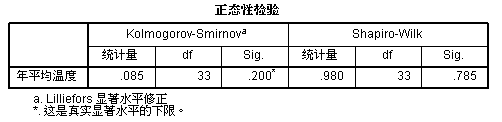 正态性检验
Kolmogorov-Smirnovᵃ Shapiro-Wilk
统计量 df Sig. 统计量 df Sig.
年平均温度 .085 33 .200* .980 33 .785
a. Lilliefors 显著水平修正
*. 这是真实显著水平的下限。